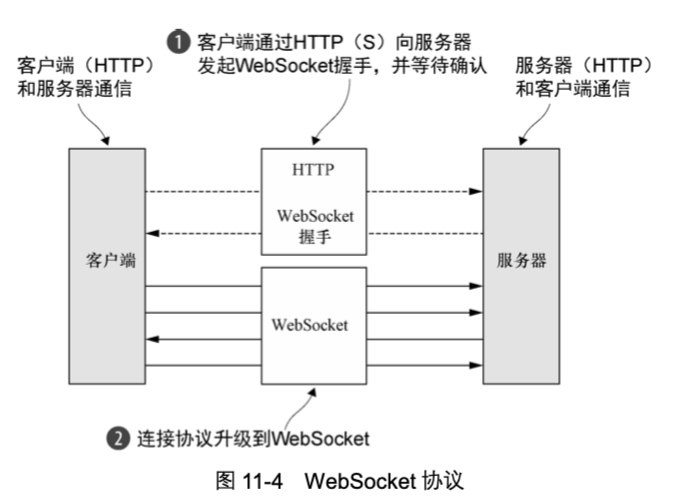 ❶ 客户端通过HTTP（S）向服务器
发起WebSocket握手，并等待确认
客户端（HTTP）
和服务器通信
服务器（HTTP）
和客户端通信
HTTP
WebSocket
握手
客户端
服务器
WebSocket
❷ 连接协议升级到WebSocket
图 11-4 WebSocket 协议